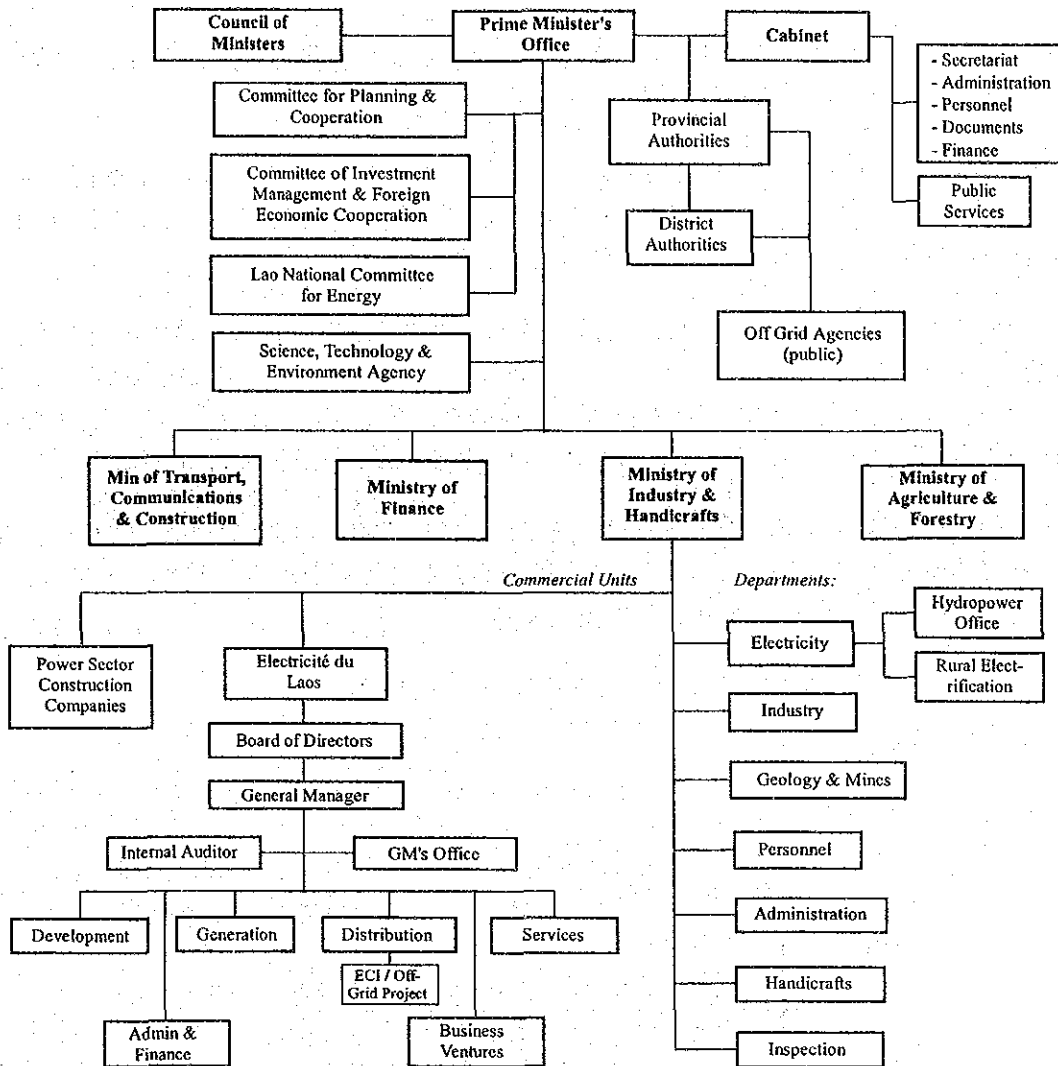 Council of
Ministers
Prime Minister's
Office
Cabinet
- Secretariat
- Administration
- Personnel
- Documents
- Finance
Public
Services
Committee for Planning &
Cooperation
Committee of Investment
Management & Foreign
Economic Cooperation
Lao National Committee
for Energy
Science, Technology &
Environment Agency
Provincial
Authorities
District
Authorities
Off Grid Agencies
(public)
Min of Transport,
Communications
& Construction
Ministry of
Finance
Ministry of
Industry &
Handicrafts
Ministry of
Agriculture &
Forestry
Commercial Units
Departments:
Power Sector
Construction
Companies
Electricité du
Laos
Board of Directors
General Manager
Internal Auditor
GM's Office
Development
Generation
Distribution
Services
ECI / Off-
Grid Project
Admin &
Finance
Business
Ventures
Electricity
Hydropower
Office
Rural Elect-
rification
Industry
Geology & Mines
Personnel
Administration
Handicrafts
Inspection